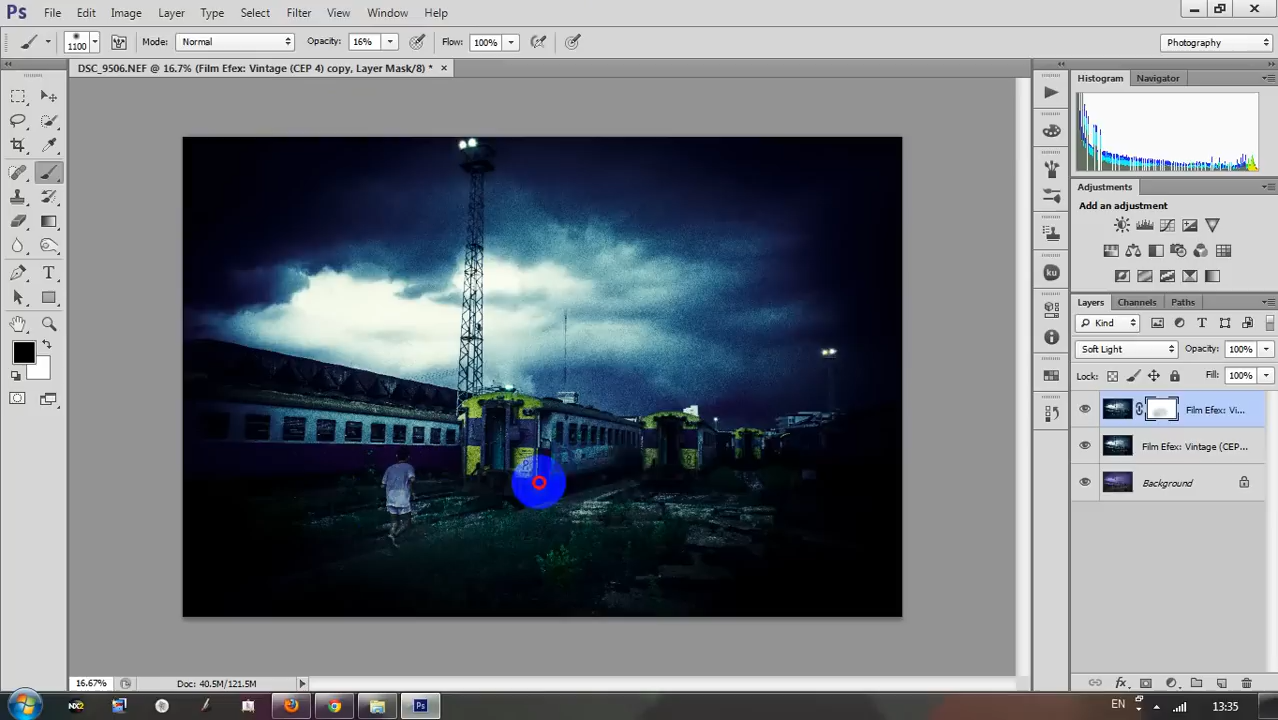 Ps File Edit Image Layer Type Select Filter View Window Help
1100 Mode: Normal Opacity: 16% Flow: 100% Photography
DSC_9506.NEF @ 16.7% (Film Efex: Vintage (CEP 4) copy, Layer Mask/8) *
Histogram Navigator
Adjustments
Add an adjustment
ku
Layers Channels Paths
Kind
Soft Light Opacity: 100%
Lock: Fill: 100%
Film Efex: Vi...
Film Efex: Vintage (CEP...
Background
16.67% Doc: 40.5M/121.5M
Ps EN 13:35